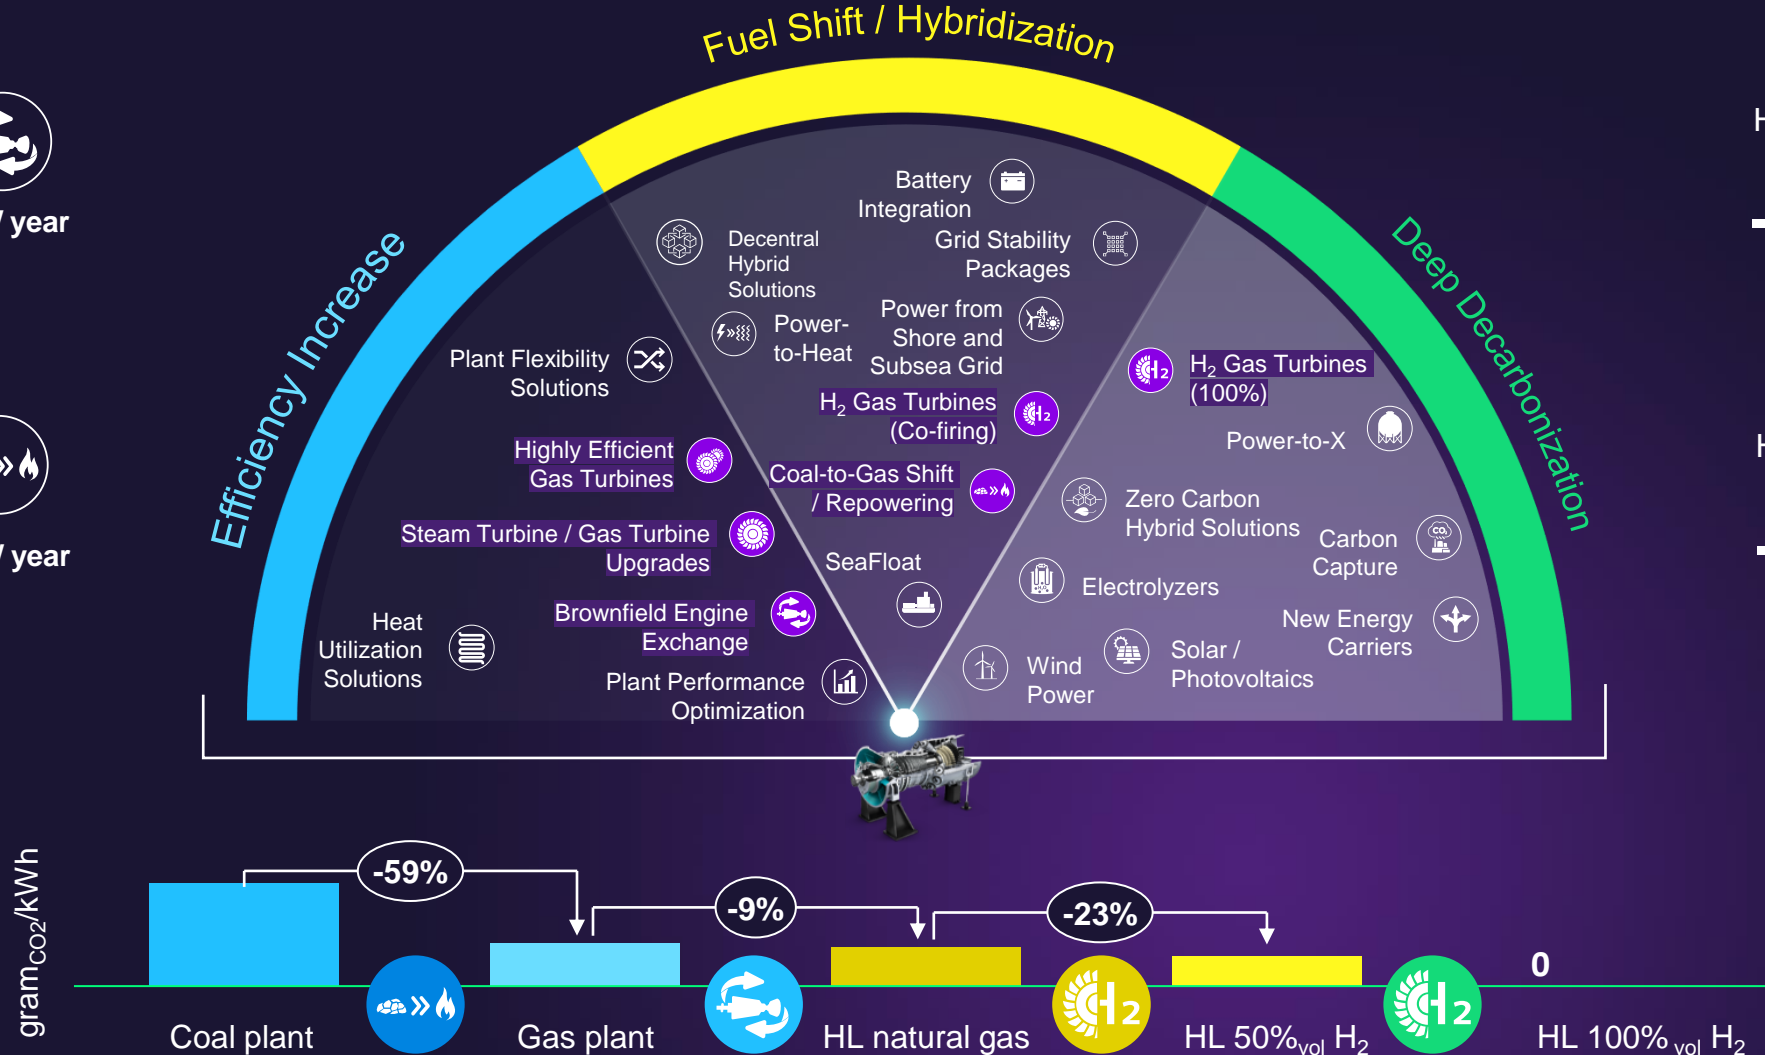 Fuel Shift / Hybridization
Efficiency Increase
Deep Decarbonization
/ year
/ year
H
H
Battery
Integration
Decentral
Hybrid
Solutions
Grid Stability
Packages
Power-
to-Heat
Power from
Shore and
Subsea Grid
H2 Gas Turbines
(Co-firing)
Coal-to-Gas Shift
/ Repowering
SeaFloat
Plant Flexibility
Solutions
Highly Efficient
Gas Turbines
Steam Turbine / Gas Turbine
Upgrades
Brownfield Engine
Exchange
Heat
Utilization
Solutions
Plant Performance
Optimization
H2 Gas Turbines
(100%)
H2
H2
Power-to-X
Zero Carbon
Hybrid Solutions
Carbon
Capture
CO2
Electrolyzers
New Energy
Carriers
Wind
Power
Solar /
Photovoltaics
gramCO2/kWh
-59%
-9%
-23%
0
H2
H2
Coal plant
Gas plant
HL natural gas
HL 50%vol H2
HL 100% vol H2